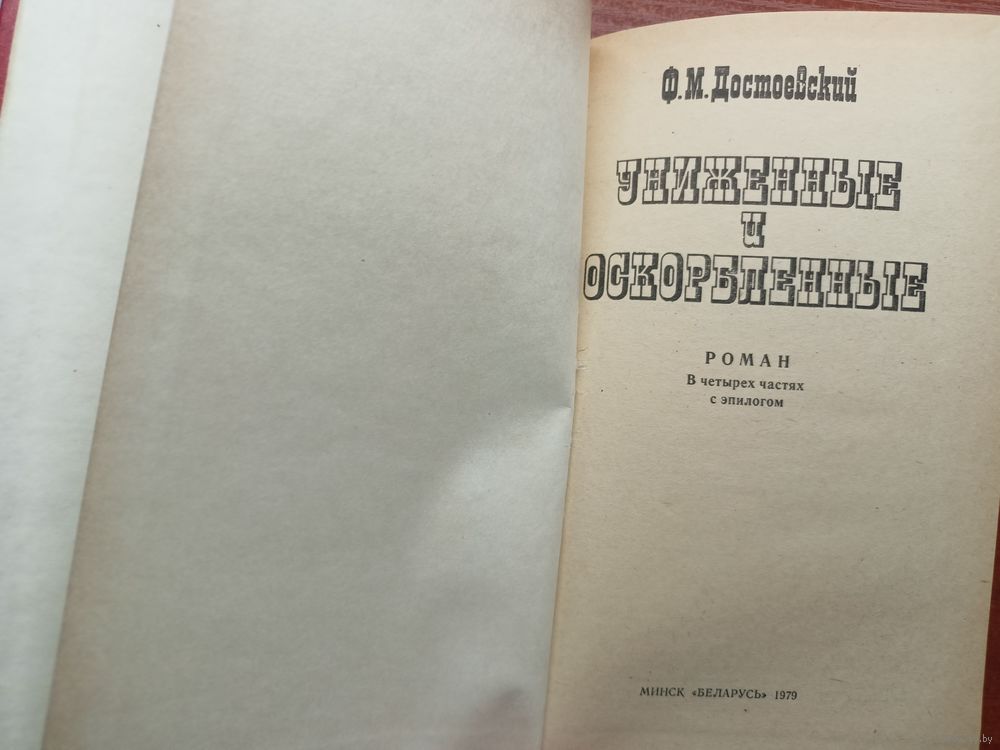 Ф. М. Достоевский
УНИЖЕННЫЕ
И
ОСКОРБЛЕННЫЕ
РОМАН
В четырех частях
с эпилогом
МИНСК «БЕЛАРУСЬ» 1979